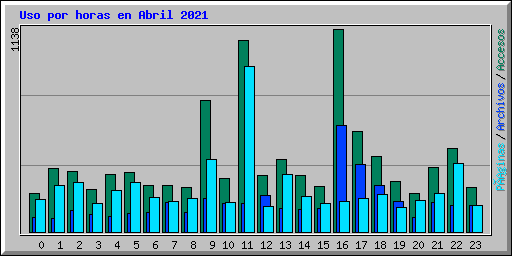 Uso por horas en Abril 2021
1138
Páginas / Archivos / Accesos
0 1 2 3 4 5 6 7 8 9 10 11 12 13 14 15 16 17 18 19 20 21 22 23